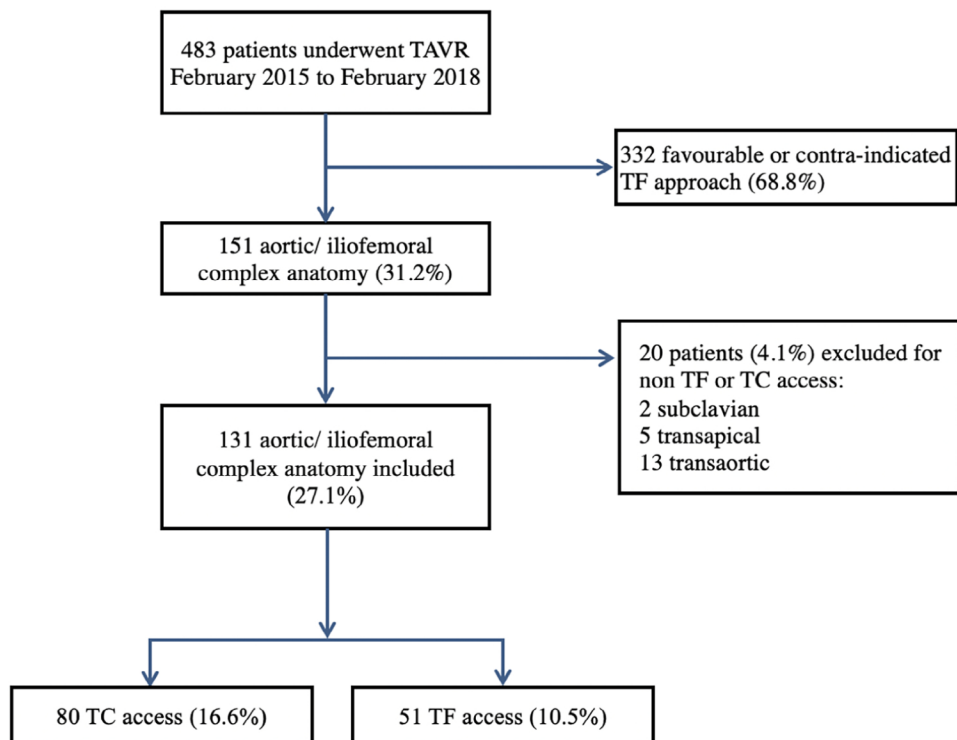 483 patients underwent TAVR
February 2015 to February 2018
332 favourable or contra-indicated
TF approach (68.8%)
151 aortic/ iliofemoral
complex anatomy (31.2%)
20 patients (4.1%) excluded for
non TF or TC access:
2 subclavian
5 transapical
13 transaortic
131 aortic/ iliofemoral
complex anatomy included
(27.1%)
80 TC access (16.6%)
51 TF access (10.5%)